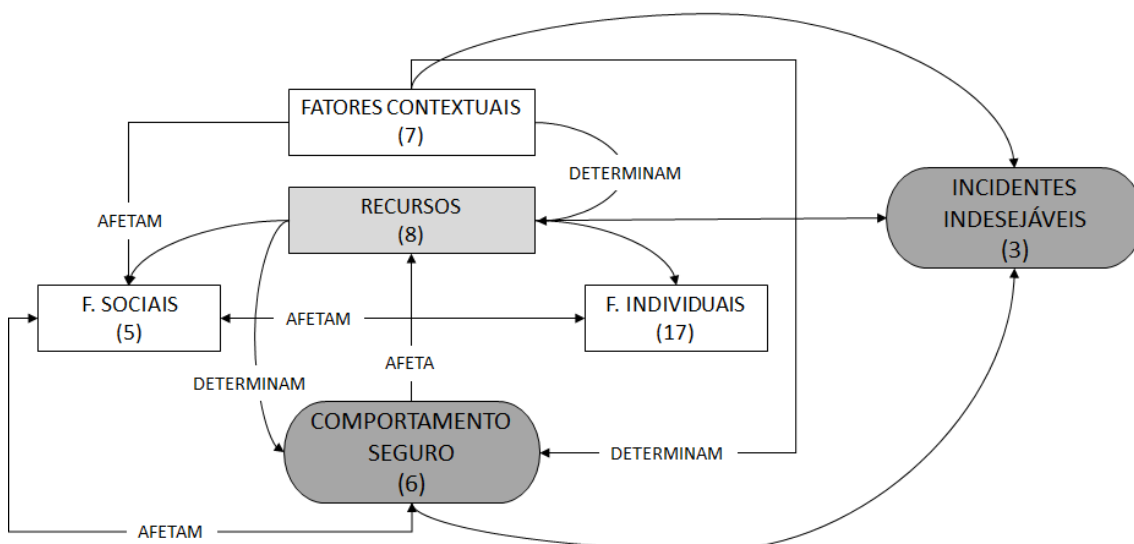 FATORES CONTEXTUAIS
(7)
DETERMINAM
INCIDENTES
INDESEJÁVEIS
(3)
RECURSOS
(8)
AFETAM
F. SOCIAIS
(5)
AFETAM
F. INDIVIDUAIS
(17)
AFETA
DETERMINAM
COMPORTAMENTO
SEGURO
(6)
DETERMINAM
AFETAM